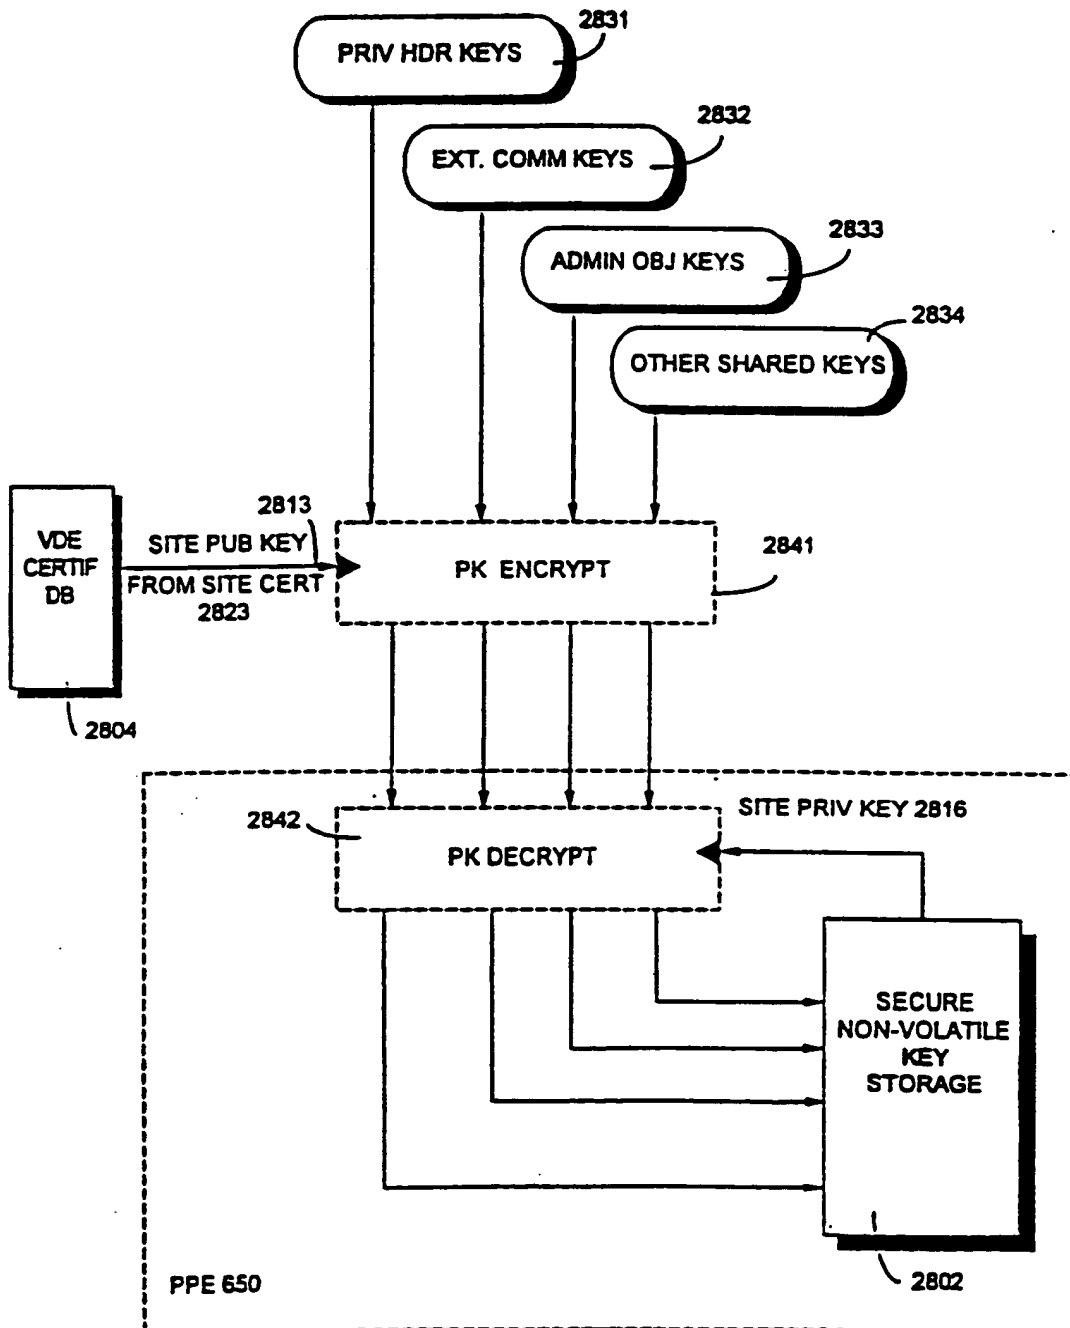 2831
PRIV HDR KEYS
2832
EXT. COMM KEYS
2833
ADMIN OBJ KEYS
2834
OTHER SHARED KEYS
2813
VDE
CERTIF
DB
SITE PUB KEY
FROM SITE CERT
2823
PK ENCRYPT
2841
2804
2842
SITE PRIV KEY 2816
PK DECRYPT
SECURE
NON-VOLATILE
KEY
STORAGE
PPE 650
2802